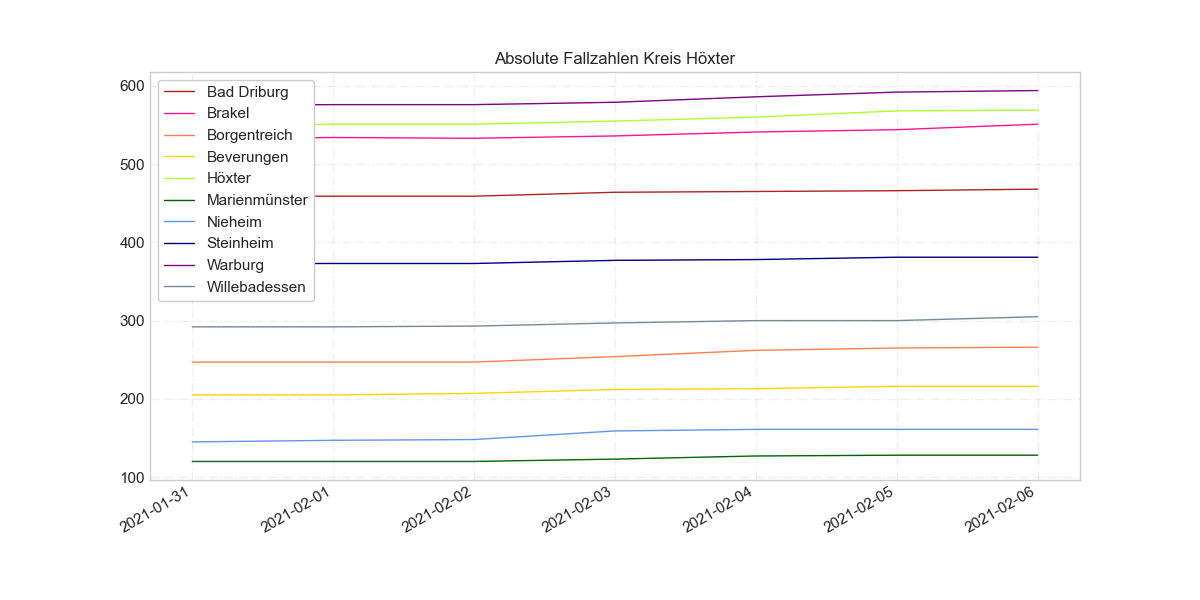 Absolute Fallzahlen Kreis Höxter
600
500
400
300
200
100
Bad Driburg
Brakel
Borgentreich
Beverungen
Höxter
Marienmünster
Nieheim
Steinheim
Warburg
Willebadessen
2021-01-31
2021-02-01
2021-02-02
2021-02-03
2021-02-04
2021-02-05
2021-02-06